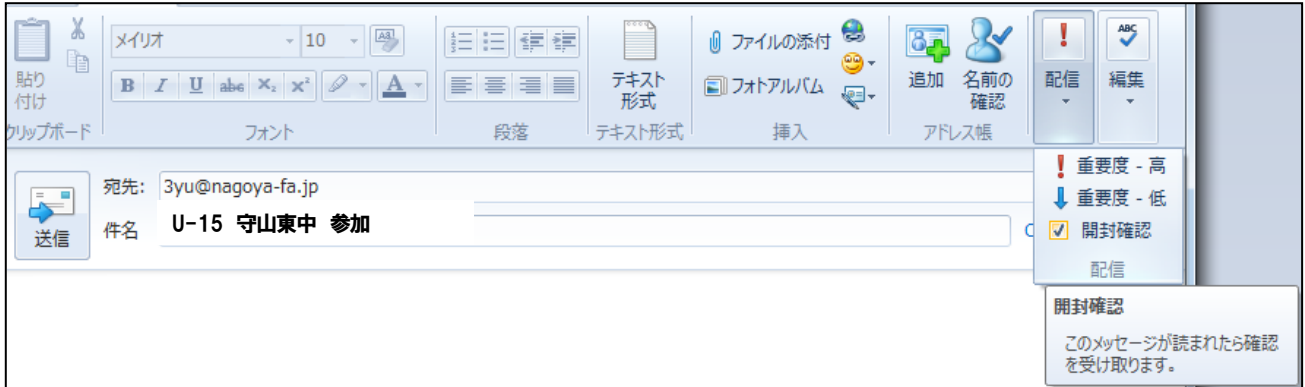 メイリオ 10
ファイルの添付
フォトアルバム
B I U abe X₂ X² A
貼り
付け
テキスト
形式
追加
名前の
確認
配信
ABC
編集
クリップボード
フォント
段落
テキスト形式
挿入
アドレス帳
重要度 - 高
重要度 - 低
開封確認
配信
送信
宛先: 3yu@nagoya-fa.jp
件名 U-15 守山東中 参加
開封確認
このメッセージが読まれたら確認
を受け取ります。